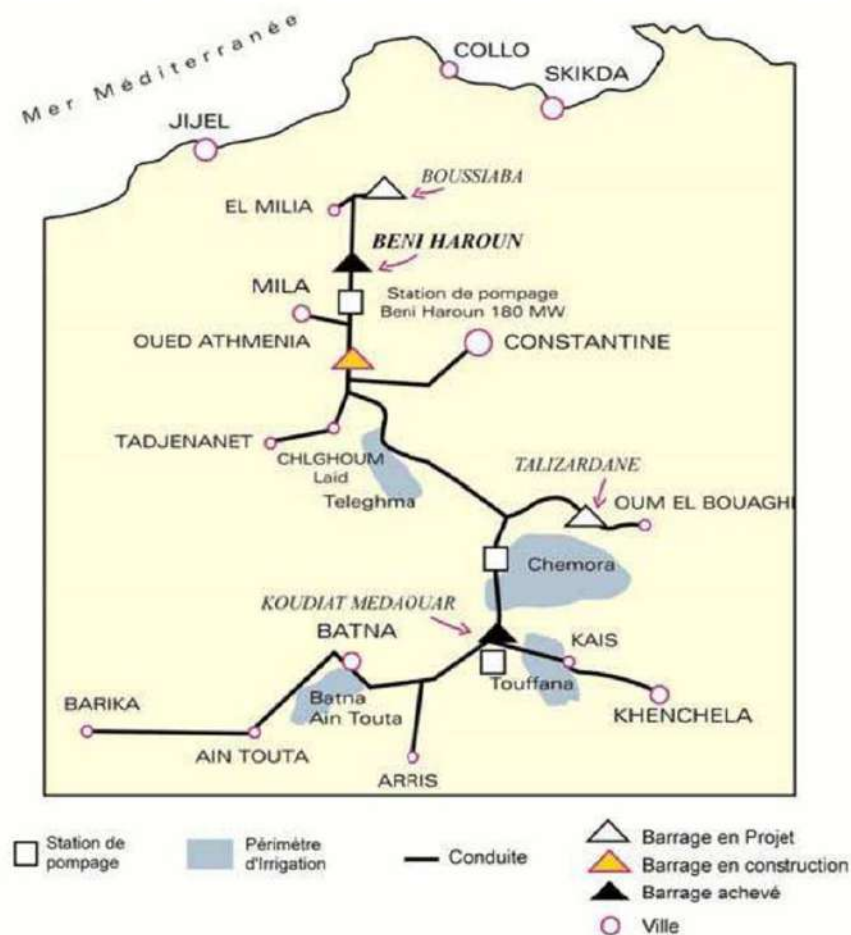 Mer Méditerranée
COLLO
SKIKDA
JIJEL
BOUSSIABA
EL MILIA
BENI HAROUN
MILA
Station de pompage
Beni Haroun 180 MW
OUED ATHMENIA
CONSTANTINE
TADJENANET
CHLGHOUM
Laid
Teleghma
TALIZARDANE
OUM EL BOUAGHI
Chemora
KOUDIAT MEDAOUAR
BATNA
KAIS
Touffana
BARIKA
Batna
Ain Touta
KHENCHELA
AIN TOUTA
ARRIS
Station de
pompage
Périmètre
d'Irrigation
Conduite
Barrage en Projet
Barrage en construction
Barrage achevé
Ville